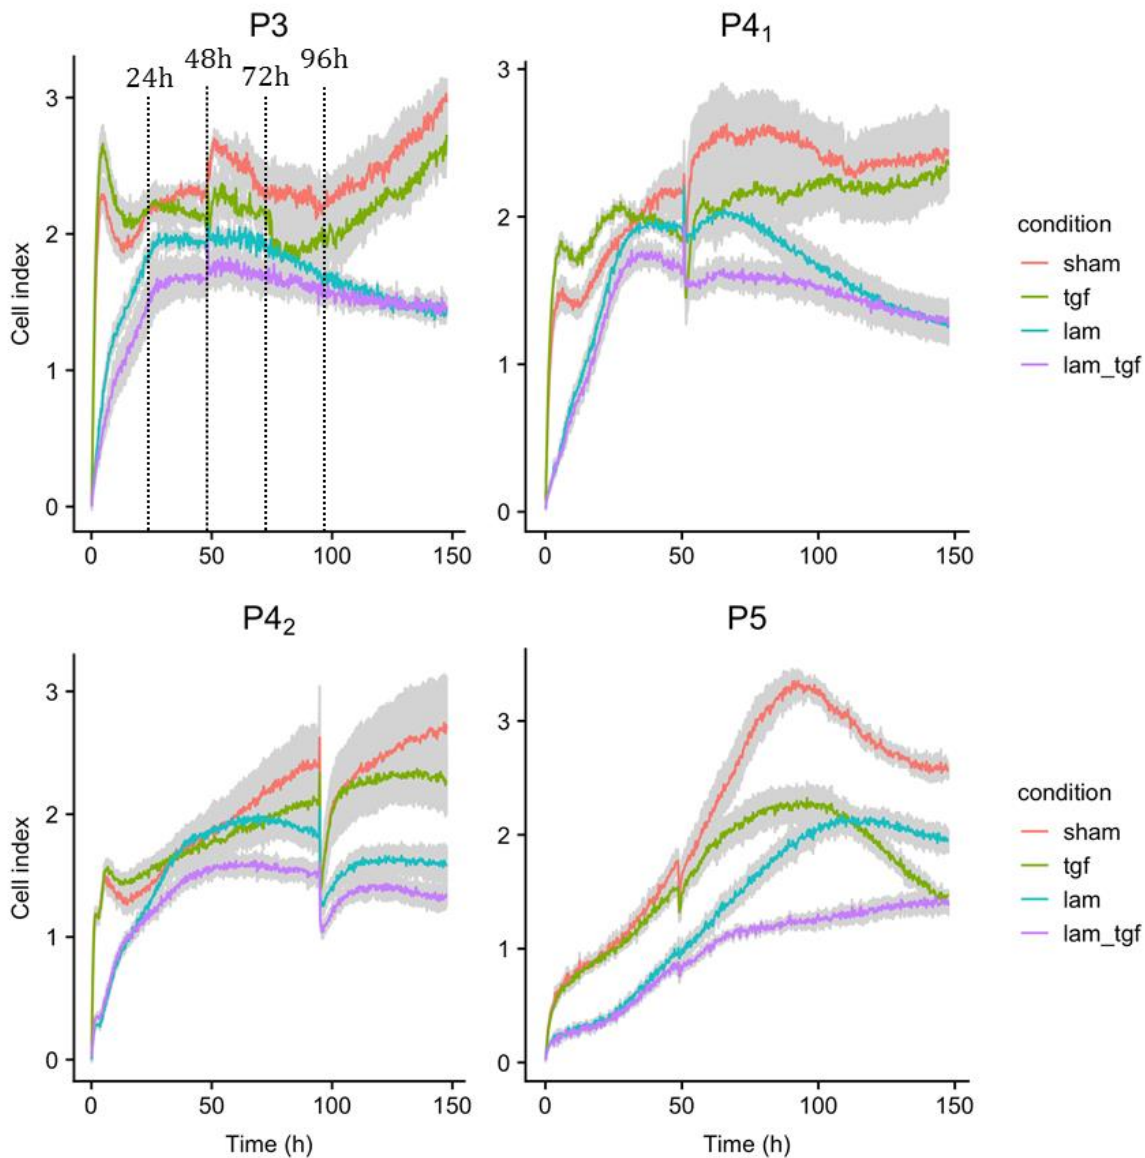 P3
P4₁
24h
48h
72h
96h
3
2
1
0
Cell index
0
50
100
150
3
2
1
0
0
50
100
150
condition
sham
tgf
lam
lam_tgf
P4₂
P5
3
2
1
0
Cell index
0
50
100
150
Time (h)
3
2
1
0
0
50
100
150
Time (h)
condition
sham
tgf
lam
lam_tgf